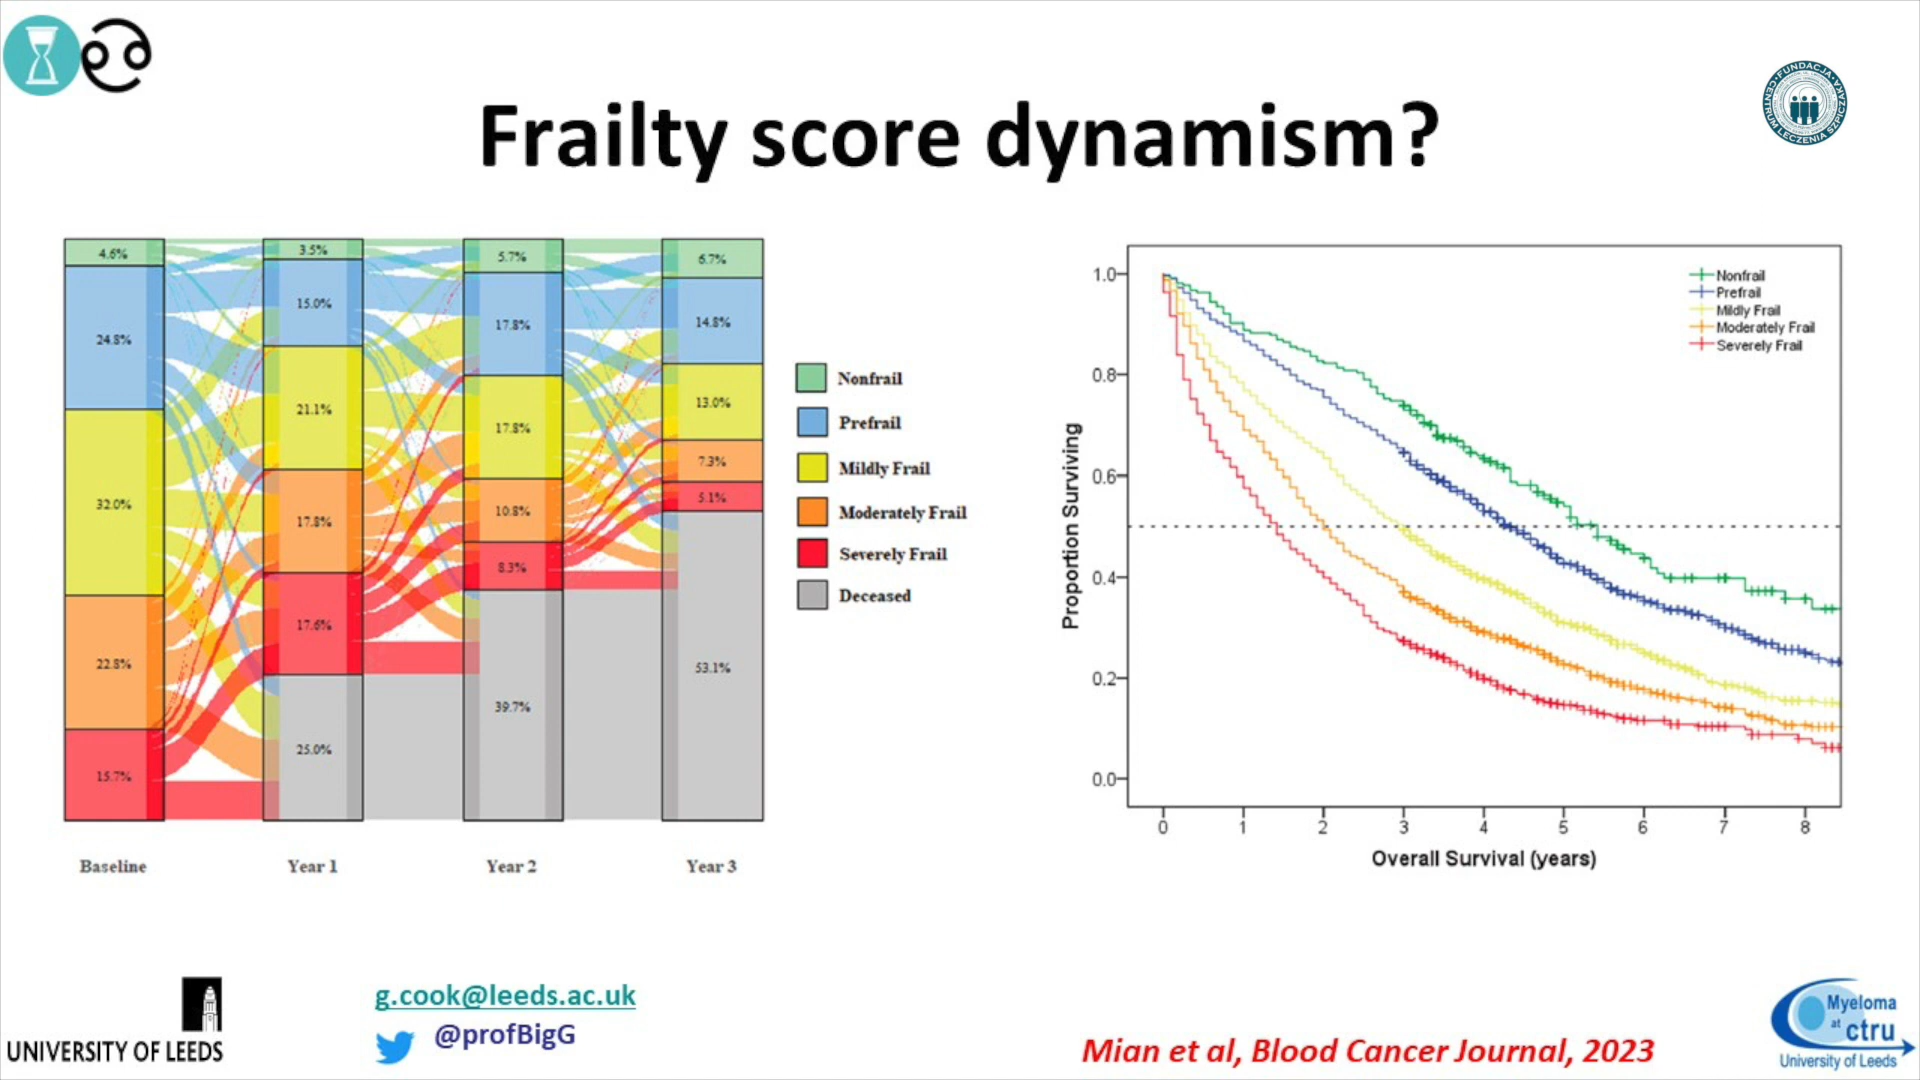 FUNDACJA
CENTRUM LECZENIA SZPICZAKA
Frailty score dynamism?
4.6%
24.8%
32.0%
22.8%
15.7%
3.5%
15.0%
21.1%
17.8%
17.6%
25.0%
5.7%
17.8%
17.8%
10.8%
8.3%
39.7%
6.7%
14.8%
13.0%
7.3%
5.1%
53.1%
Baseline
Year 1
Year 2
Year 3
Nonfrail
Prefrail
Mildly Frail
Moderately Frail
Severely Frail
Deceased
Proportion Surviving
1.0
0.8
0.6
0.4
0.2
0.0
Nonfrail
Prefrail
Mildly Frail
Moderately Frail
Severely Frail
0 1 2 3 4 5 6 7 8
Overall Survival (years)
UNIVERSITY OF LEEDS
g.cook@leeds.ac.uk
@profBigG
Mian et al, Blood Cancer Journal, 2023
Myeloma
at
ctru
University of Leeds